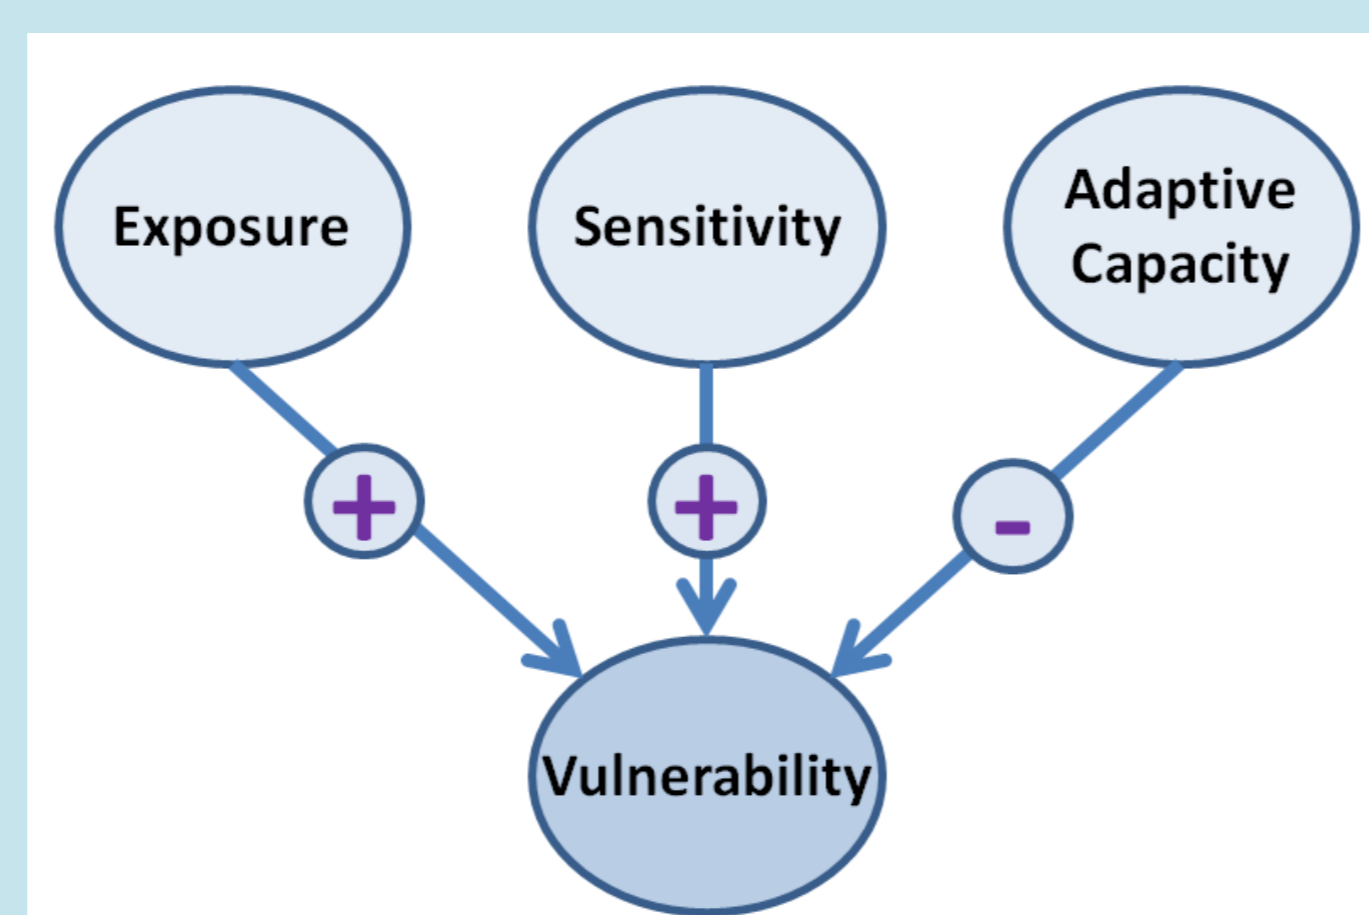 Exposure
Sensitivity
Adaptive
Capacity
+
+
-
Vulnerability